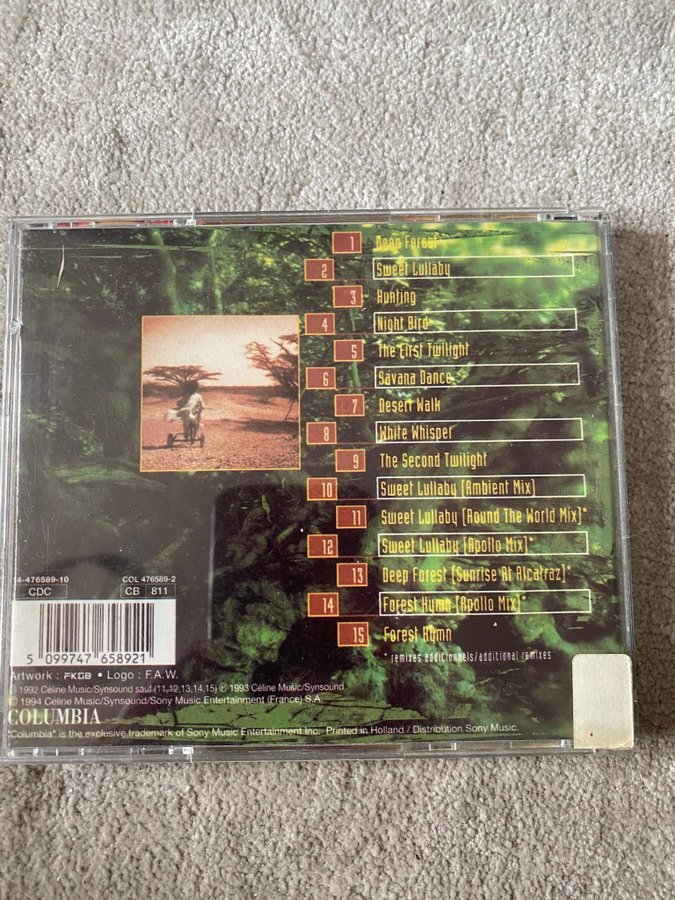 1 Deep Forest
2 Sweet Lullaby
3 Hunting
4 Night Bird
5 The First Twilight
6 Savana Dance
7 Desert Walk
8 White Whisper
9 The Second Twilight
10 Sweet Lullaby (Ambient Mix)
11 Sweet Lullaby (Round The World Mix)*
12 Sweet Lullaby (Apollo Mix)*
13 Deep Forest (Sunrise At Alcatraz)*
14 Forest Hymn (Apollo Mix)*
15 Forest Hymn
* remixes additionnels/additional remixes
14-476589-10 COL 476589-2
CDC CB 811
5 099747 658921
Artwork : FKGB • Logo : F.A.W.
℗ 1992 Céline Music/Synsound sauf (11,12,13,14,15) ℗ 1993 Céline Music/Synsound
© 1994 Céline Music/Synsound/Sony Music Entertainment (France) S.A.
COLUMBIA
"Columbia" is the exclusive trademark of Sony Music Entertainment Inc. Printed in Holland / Distribution Sony Music.